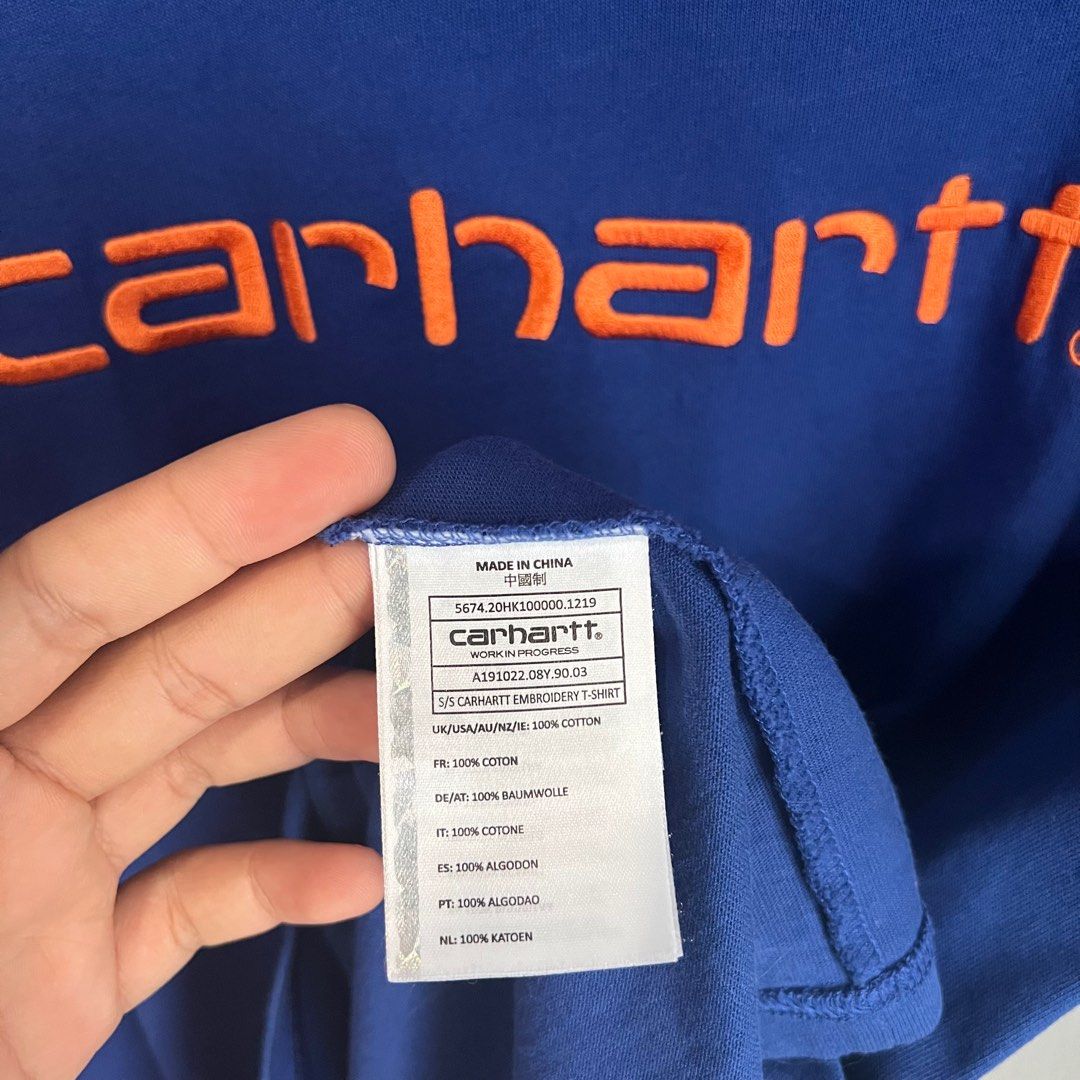 carhartt
MADE IN CHINA
中國制
5674.20HK100000.1219
carhartt®
WORK IN PROGRESS
A191022.08Y.90.03
S/S CARHARTT EMBROIDERY T-SHIRT
UK/USA/AU/NZ/IE: 100% COTTON
FR: 100% COTON
DE/AT: 100% BAUMWOLLE
IT: 100% COTONE
ES: 100% ALGODON
PT: 100% ALGODAO
NL: 100% KATOEN